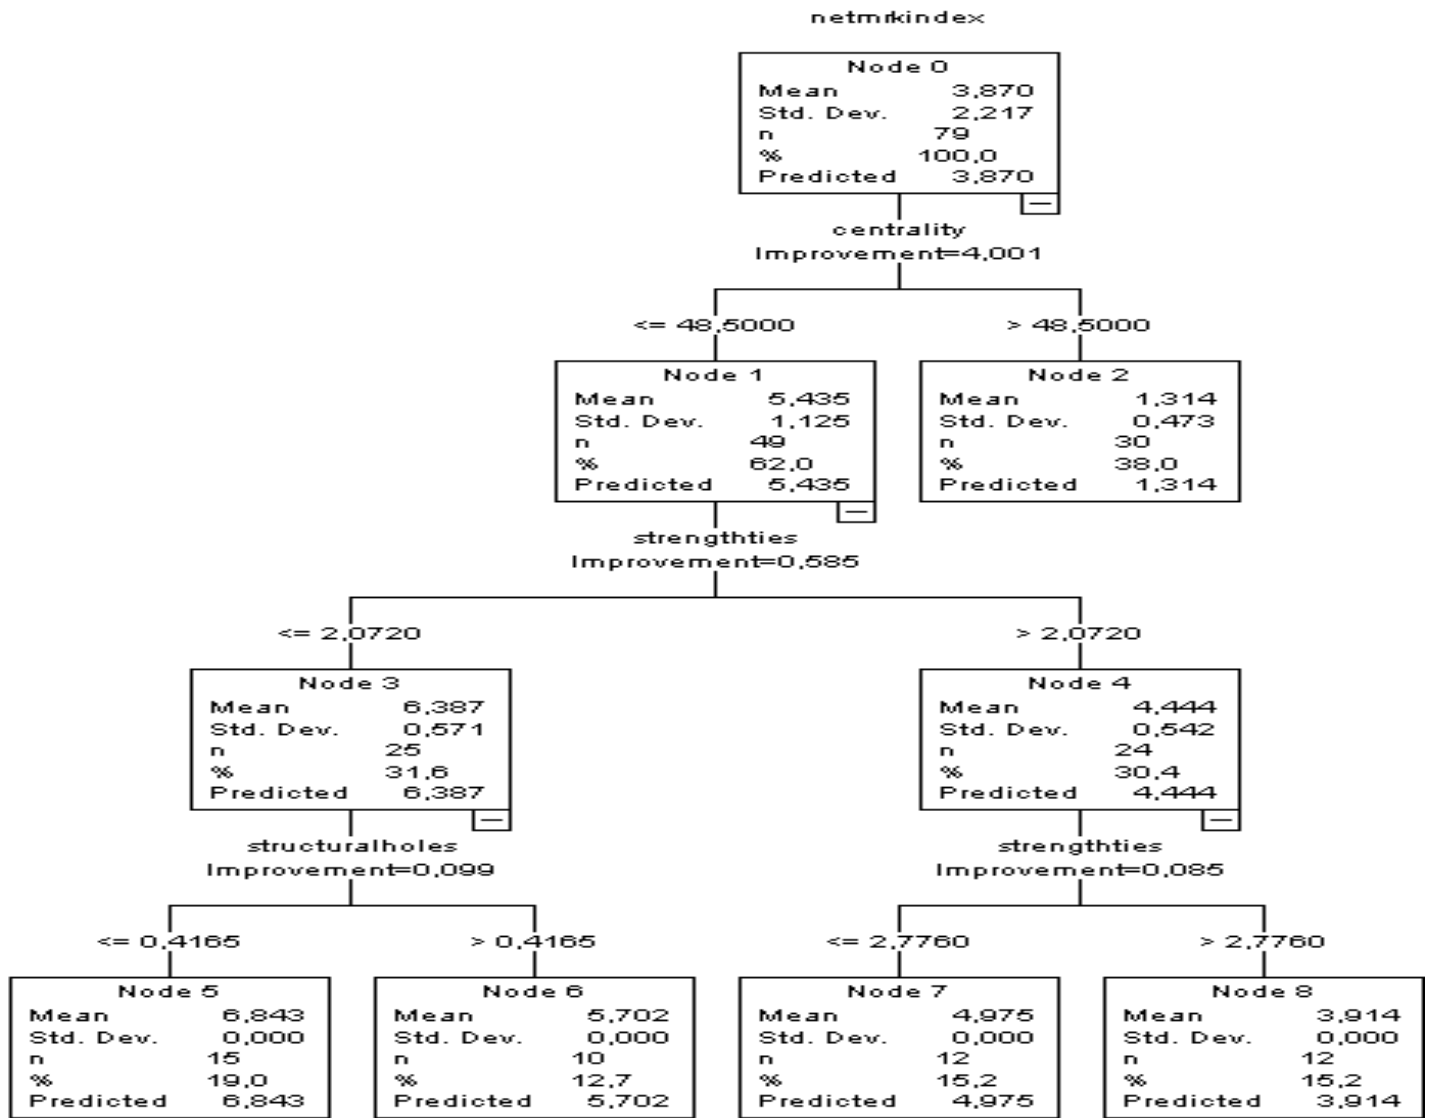 netmrkindex
Node 0
Mean 3,870
Std. Dev. 2,217
n 79
% 100,0
Predicted 3,870
centrality
Improvement=4,001
<= 48,5000
> 48,5000
Node 1
Mean 5,435
Std. Dev. 1,125
n 49
% 62,0
Predicted 5,435
Node 2
Mean 1,314
Std. Dev. 0,473
n 30
% 38,0
Predicted 1,314
strengthties
Improvement=0,585
<= 2,0720
> 2,0720
Node 3
Mean 6,387
Std. Dev. 0,571
n 25
% 31,6
Predicted 6,387
Node 4
Mean 4,444
Std. Dev. 0,542
n 24
% 30,4
Predicted 4,444
structuralholes
Improvement=0,099
strengthties
Improvement=0,085
<= 0,4165
> 0,4165
<= 2,7760
> 2,7760
Node 5
Mean 6,843
Std. Dev. 0,000
n 15
% 19,0
Predicted 6,843
Node 6
Mean 5,702
Std. Dev. 0,000
n 10
% 12,7
Predicted 5,702
Node 7
Mean 4,975
Std. Dev. 0,000
n 12
% 15,2
Predicted 4,975
Node 8
Mean 3,914
Std. Dev. 0,000
n 12
% 15,2
Predicted 3,914